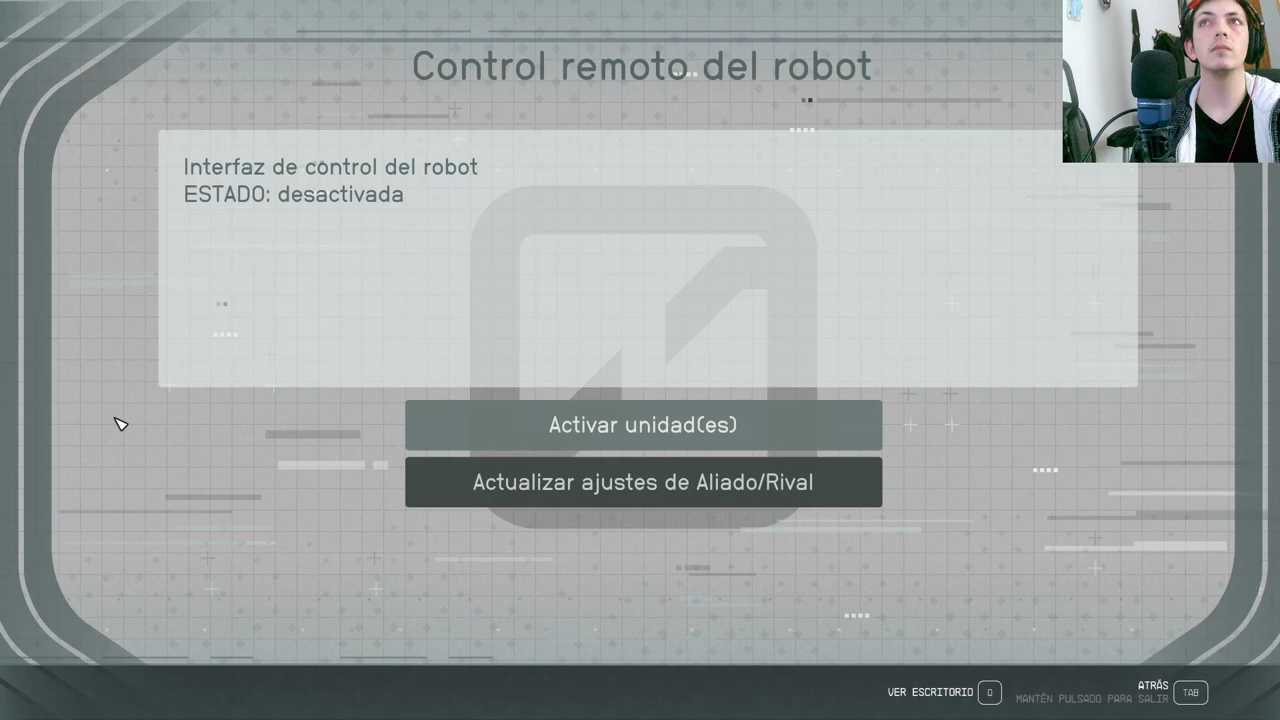 Control remoto del robot
Interfaz de control del robot
ESTADO: desactivada
Activar unidad(es)
Actualizar ajustes de Aliado/Rival
VER ESCRITORIO Q
ATRÁS
MANTÉN PULSADO PARA SALIR TAB